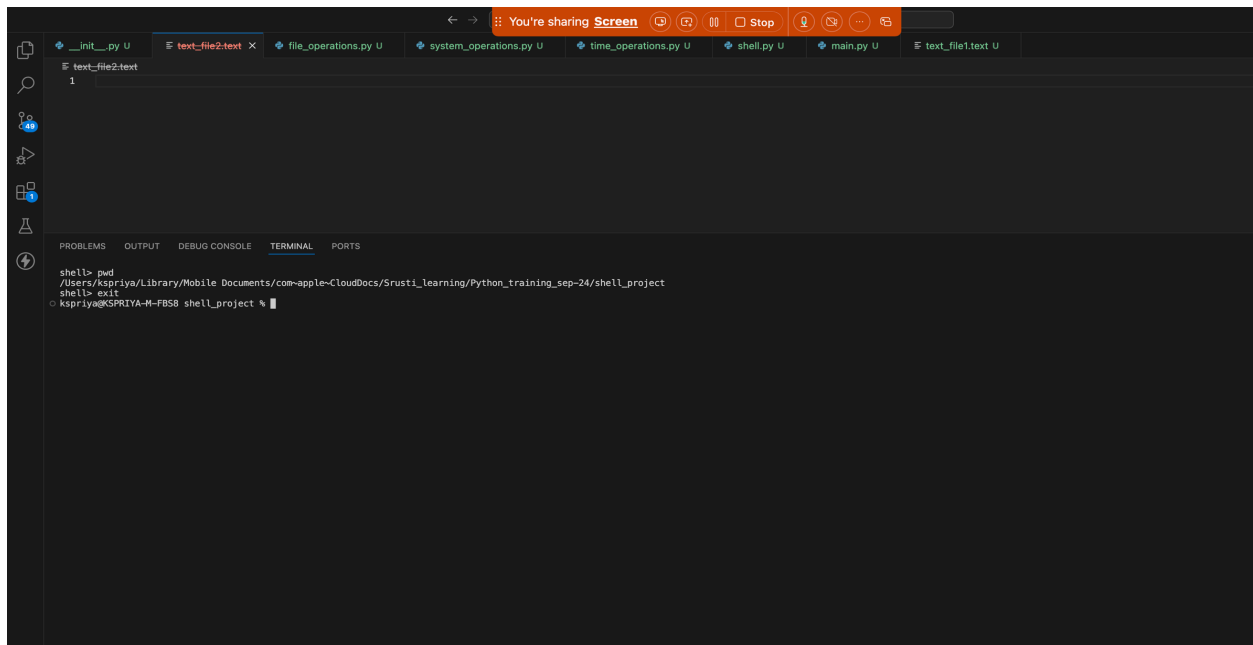 You're sharing Screen Stop
__init__.py U text_file2.text file_operations.py U system_operations.py U time_operations.py U shell.py U main.py U text_file1.text U
text_file2.text
1
49
1
PROBLEMS OUTPUT DEBUG CONSOLE TERMINAL PORTS
shell> pwd
/Users/kspriya/Library/Mobile Documents/com~apple~CloudDocs/Srusti_learning/Python_training_sep-24/shell_project
shell> exit
kspriya@KSPRIYA-M-FBS8 shell_project %